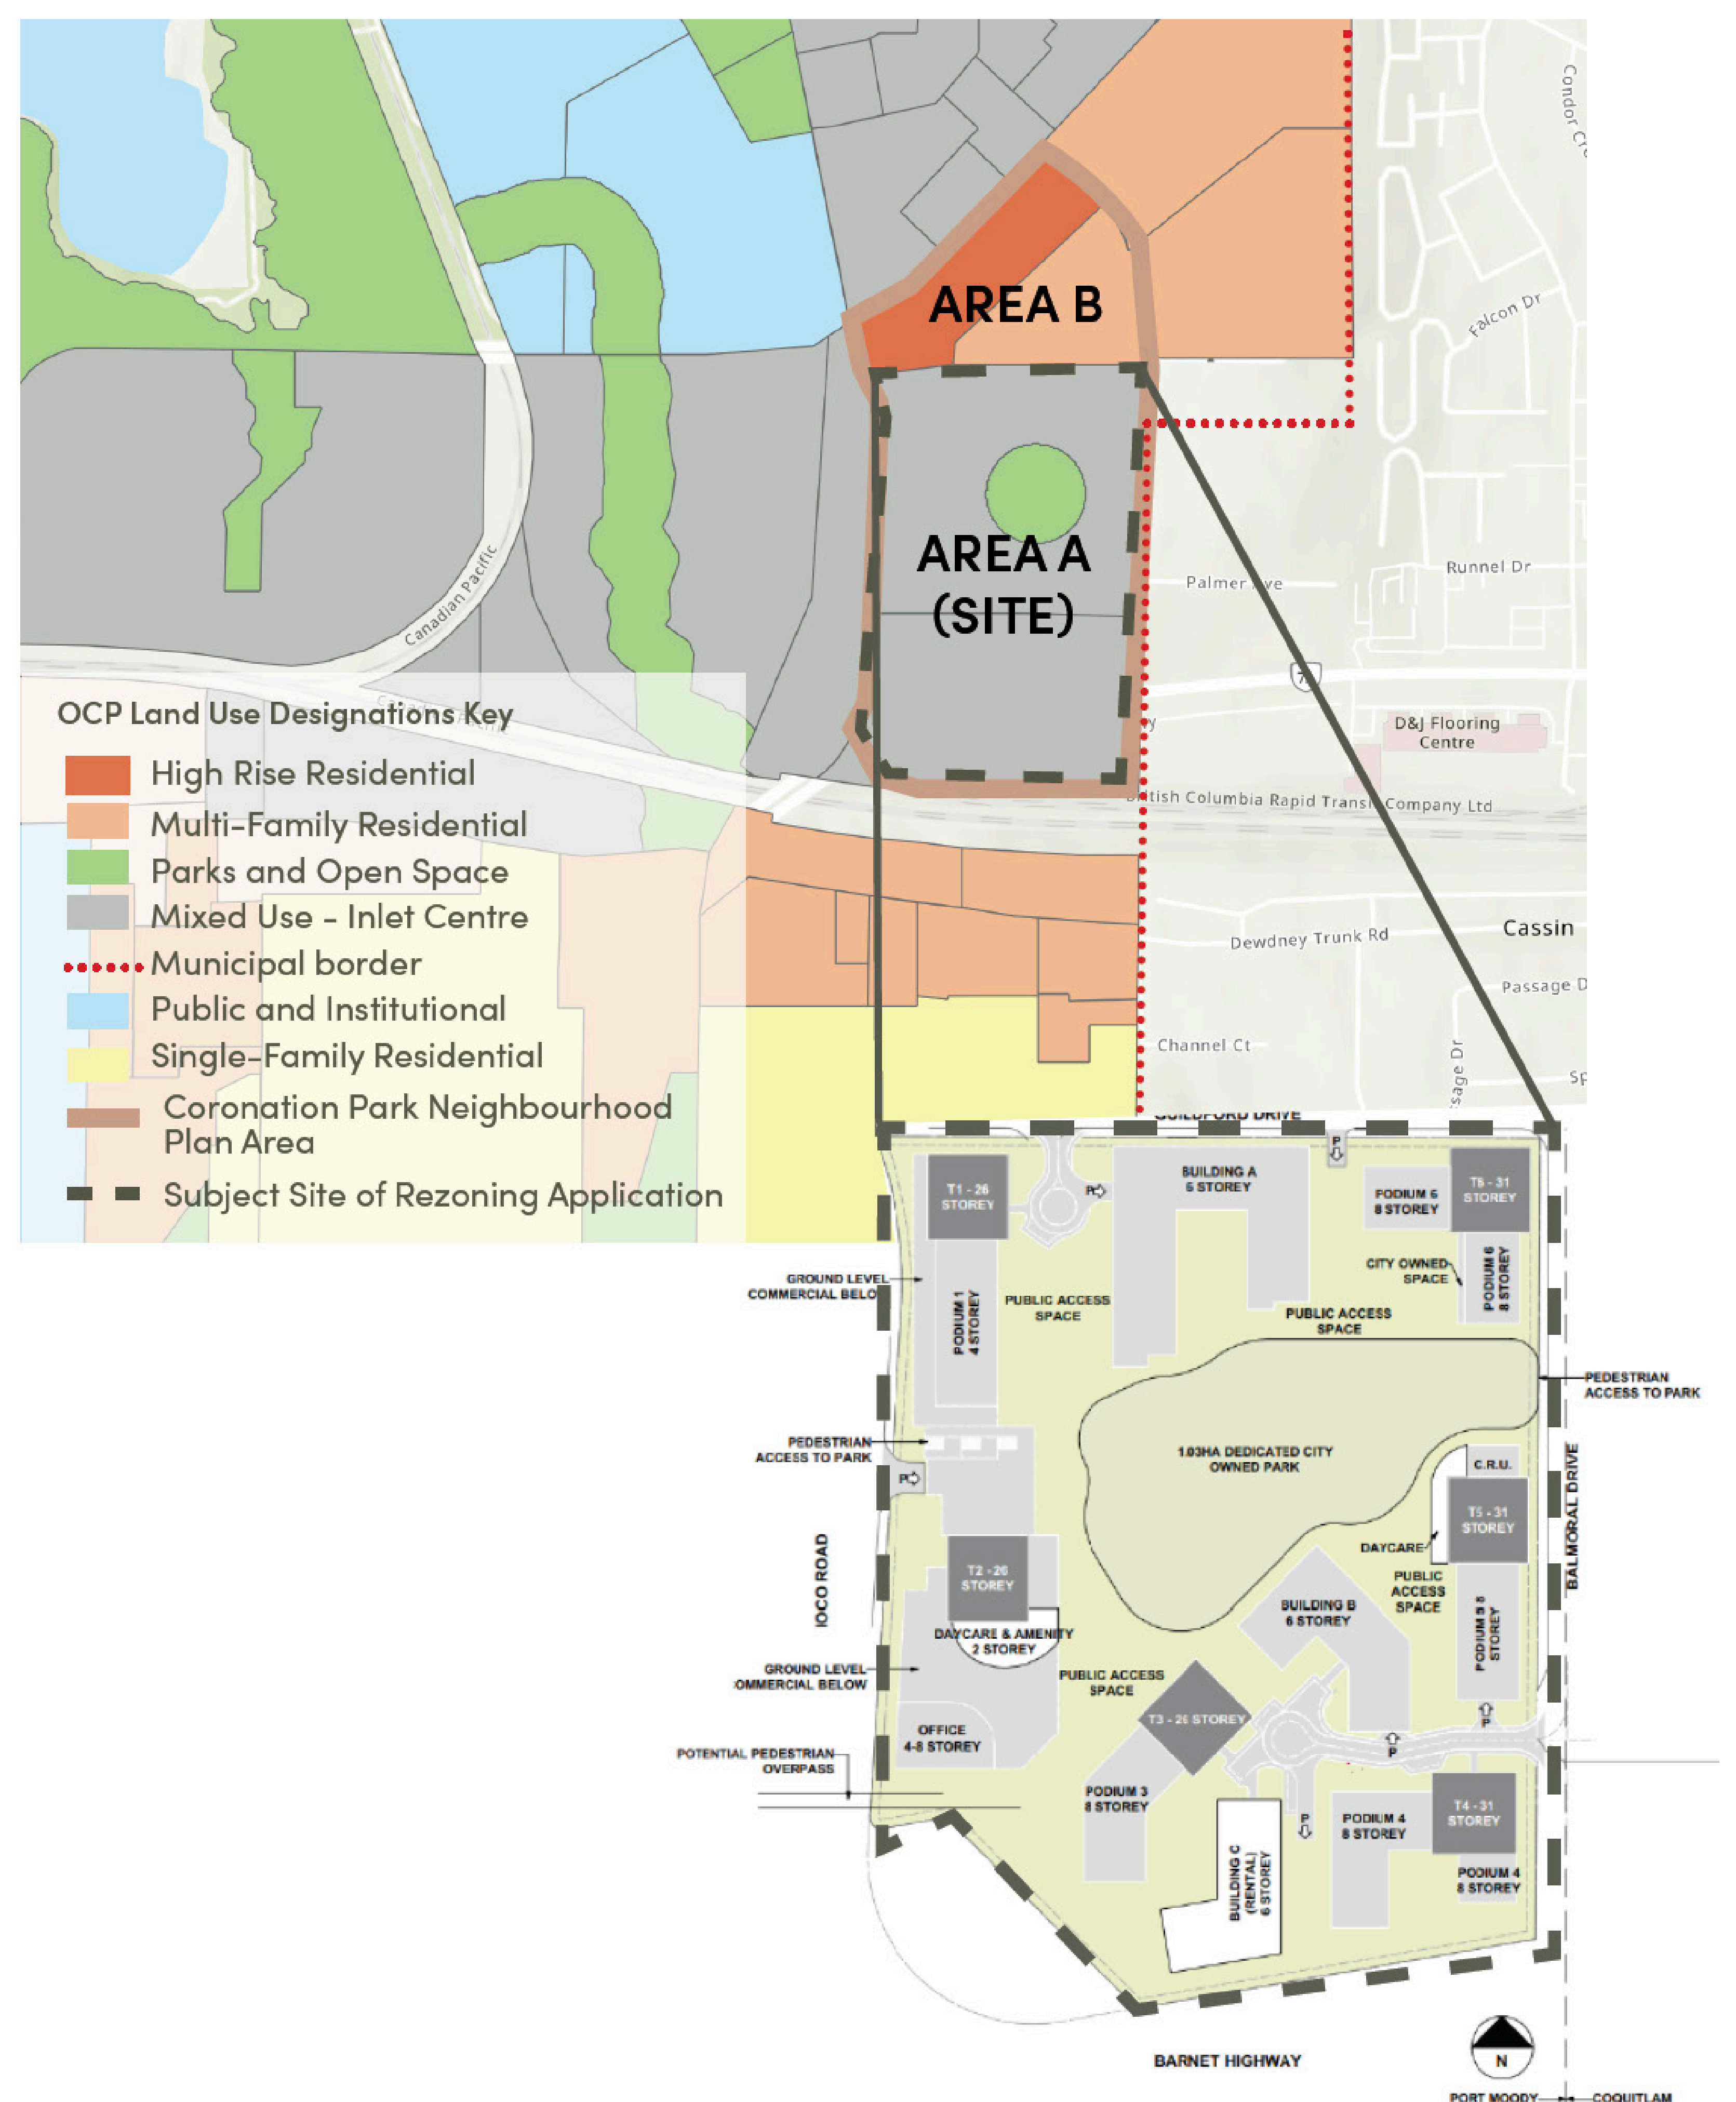 Condor Cre
Falcon Dr
AREA B
AREA A
(SITE)
Palmer Ave
Runnel Dr
Canadian Pacific
D&J Flooring
Centre
British Columbia Rapid Transit Company Ltd
Dewdney Trunk Rd
Cassin
Passage D
Channel Ct
ssage Dr
Sp
OCP Land Use Designations Key
High Rise Residential
Multi-Family Residential
Parks and Open Space
Mixed Use - Inlet Centre
Municipal border
Public and Institutional
Single-Family Residential
Coronation Park Neighbourhood
Plan Area
Subject Site of Rezoning Application
GUILDFORD DRIVE
P
T1 - 26
STOREY
P
BUILDING A
6 STOREY
PODIUM 6
8 STOREY
T6 - 31
STOREY
CITY OWNED
SPACE
PODIUM 6
8 STOREY
GROUND LEVEL
COMMERCIAL BELO
PODIUM 1
4 STOREY
PUBLIC ACCESS
SPACE
PUBLIC ACCESS
SPACE
PEDESTRIAN
ACCESS TO PARK
PEDESTRIAN
ACCESS TO PARK
P
1.03HA DEDICATED CITY
OWNED PARK
C.R.U.
T5 - 31
STOREY
DAYCARE
BALMORAL DRIVE
IOCO ROAD
T2 - 26
STOREY
DAYCARE & AMENITY
2 STOREY
PUBLIC
ACCESS
SPACE
BUILDING B
6 STOREY
PODIUM 5 8
STOREY
GROUND LEVEL
OMMERCIAL BELOW
PUBLIC ACCESS
SPACE
T3 - 26 STOREY
OFFICE
4-8 STOREY
P
P
POTENTIAL PEDESTRIAN
OVERPASS
PODIUM 3
8 STOREY
P
PODIUM 4
8 STOREY
T4 - 31
STOREY
PODIUM 4
8 STOREY
BUILDING C
(RENTAL)
6 STOREY
BARNET HIGHWAY
N
PORT MOODY
COQUITLAM